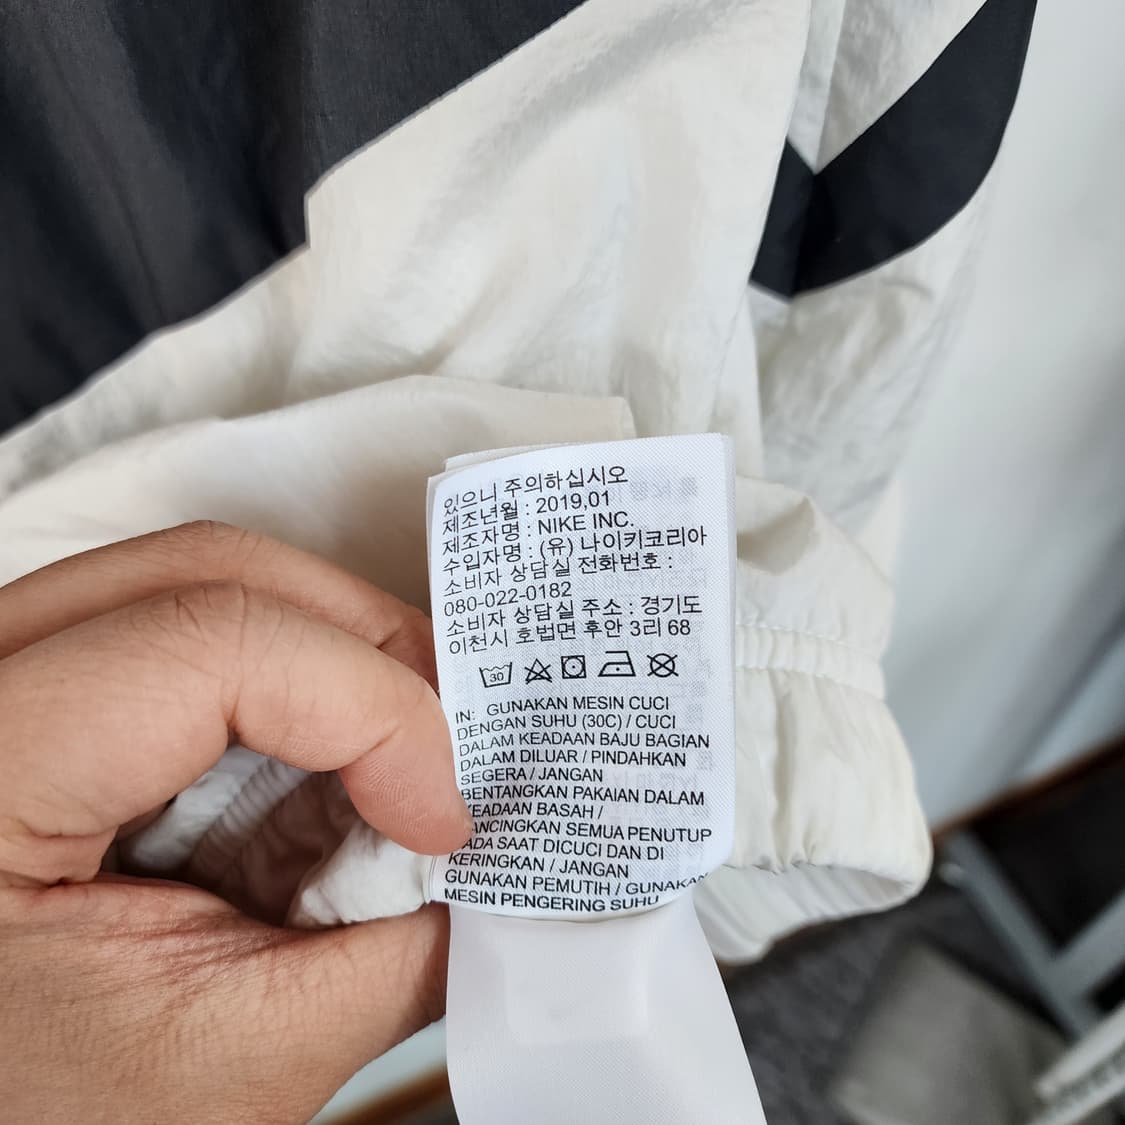 있으니 주의하십시오
제조년월 : 2019,01
제조자명 : NIKE INC.
수입자명 : (유) 나이키코리아
소비자 상담실 전화번호 :
080-022-0182
소비자 상담실 주소 : 경기도
이천시 호법면 후안 3리 68
30
IN: GUNAKAN MESIN CUCI
DENGAN SUHU (30C) / CUCI
DALAM KEADAAN BAJU BAGIAN
DALAM DILUAR / PINDAHKAN
SEGERA / JANGAN
BENTANGKAN PAKAIAN DALAM
KEADAAN BASAH /
ANCINGKAN SEMUA PENUTUP
ADA SAAT DICUCI DAN DI
KERINGKAN / JANGAN
GUNAKAN PEMUTIH / GUNAKAN
MESIN PENGERING SUHU